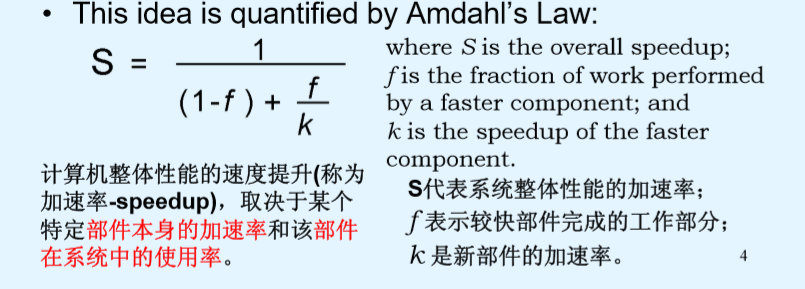 • This idea is quantified by Amdahl's Law:
S = 1 / ((1-f) + f/k)
where S is the overall speedup;
f is the fraction of work performed
by a faster component; and
k is the speedup of the faster
component.
计算机整体性能的速度提升(称为
加速率-speedup)，取决于某个
特定部件本身的加速率和该部件
在系统中的使用率。
S代表系统整体性能的加速率；
f 表示较快部件完成的工作部分；
k 是新部件的加速率。
4